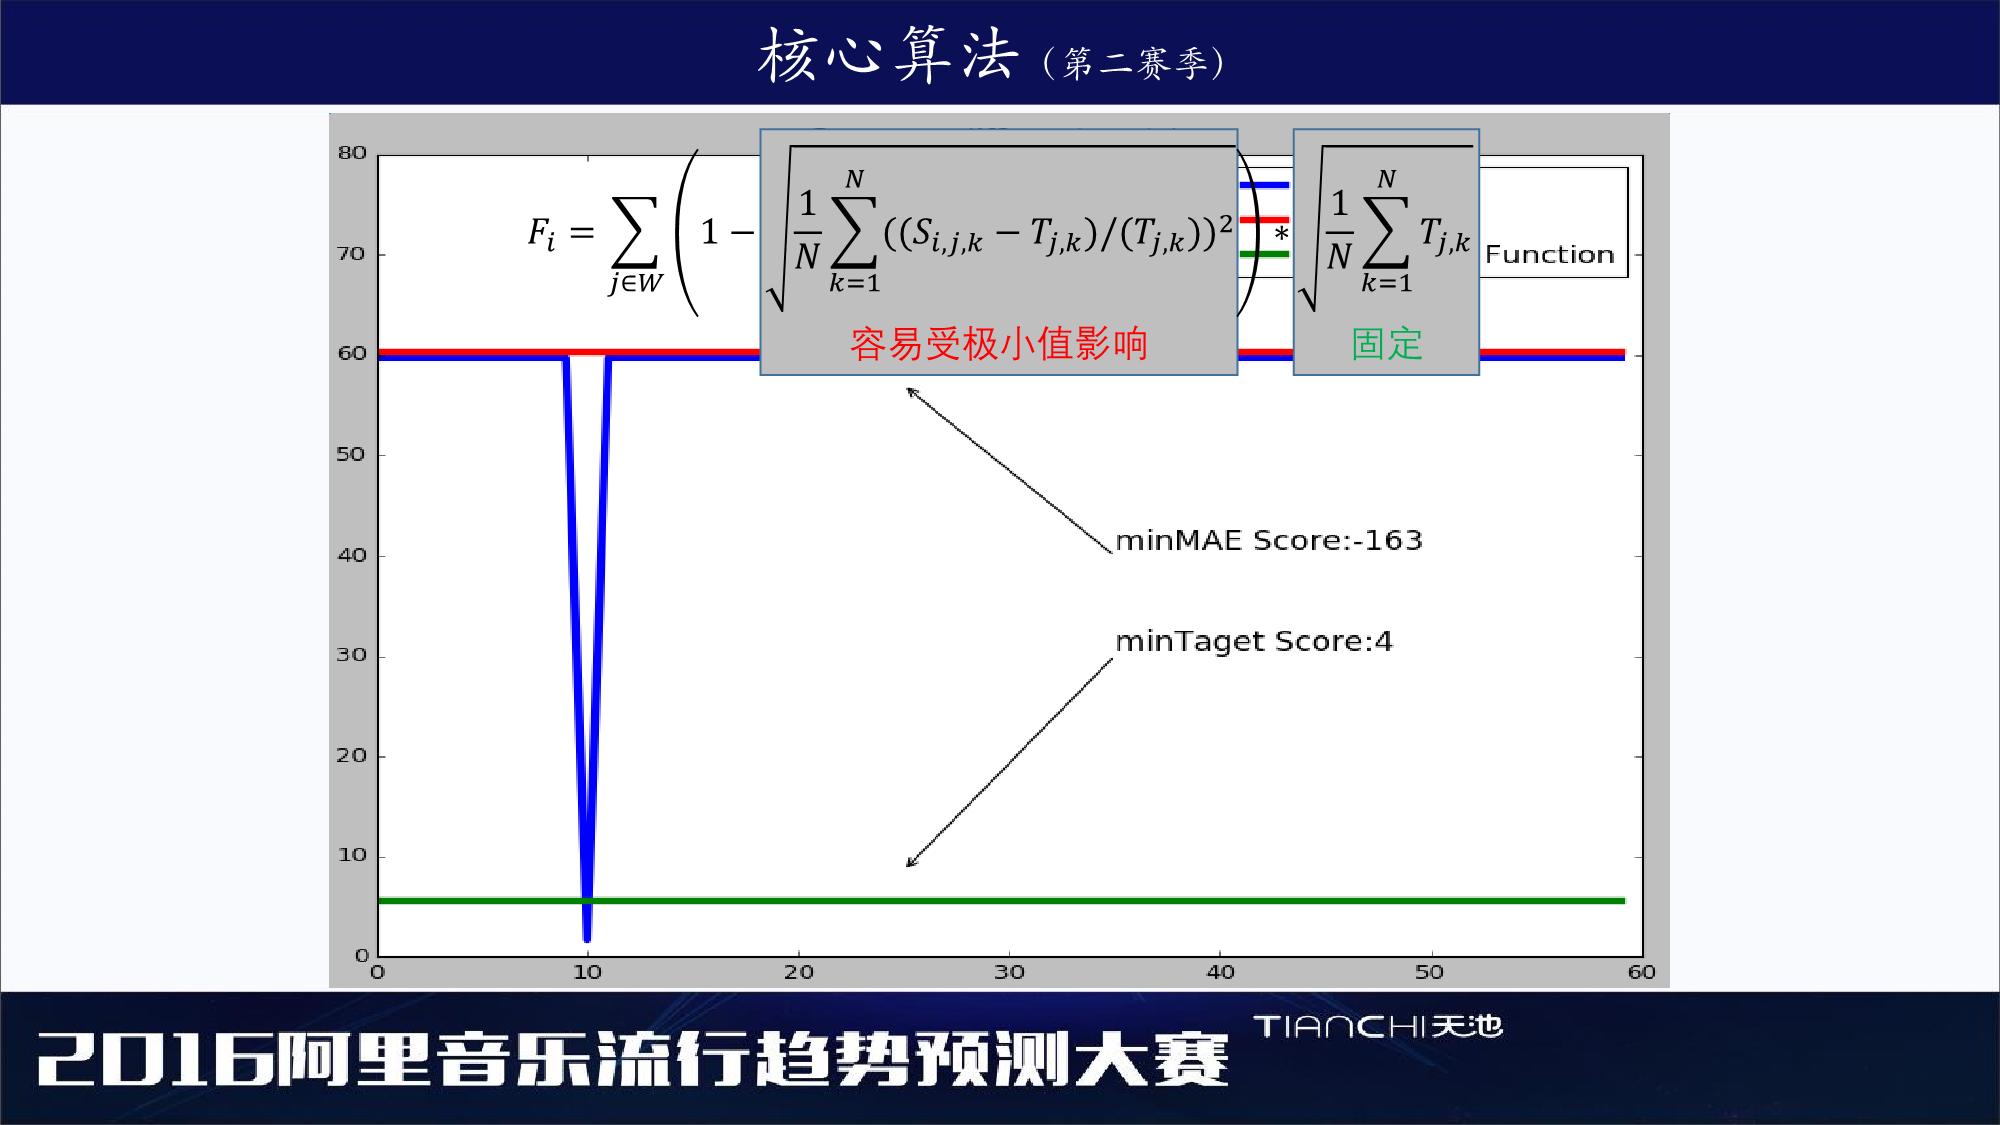 核心算法（第二赛季）
F_i = \sum_{j∈W} ( 1 − \sqrt{\frac{1}{N} \sum_{k=1}^{N} ((S_{i,j,k} − T_{j,k})/(T_{j,k}))^2} ) * \sqrt{\frac{1}{N} \sum_{k=1}^{N} T_{j,k}}
Function
容易受极小值影响
固定
minMAE Score:-163
minTaget Score:4
80
70
60
50
40
30
20
10
0
0 10 20 30 40 50 60
2016阿里音乐流行趋势预测大赛
TIANCHI天池